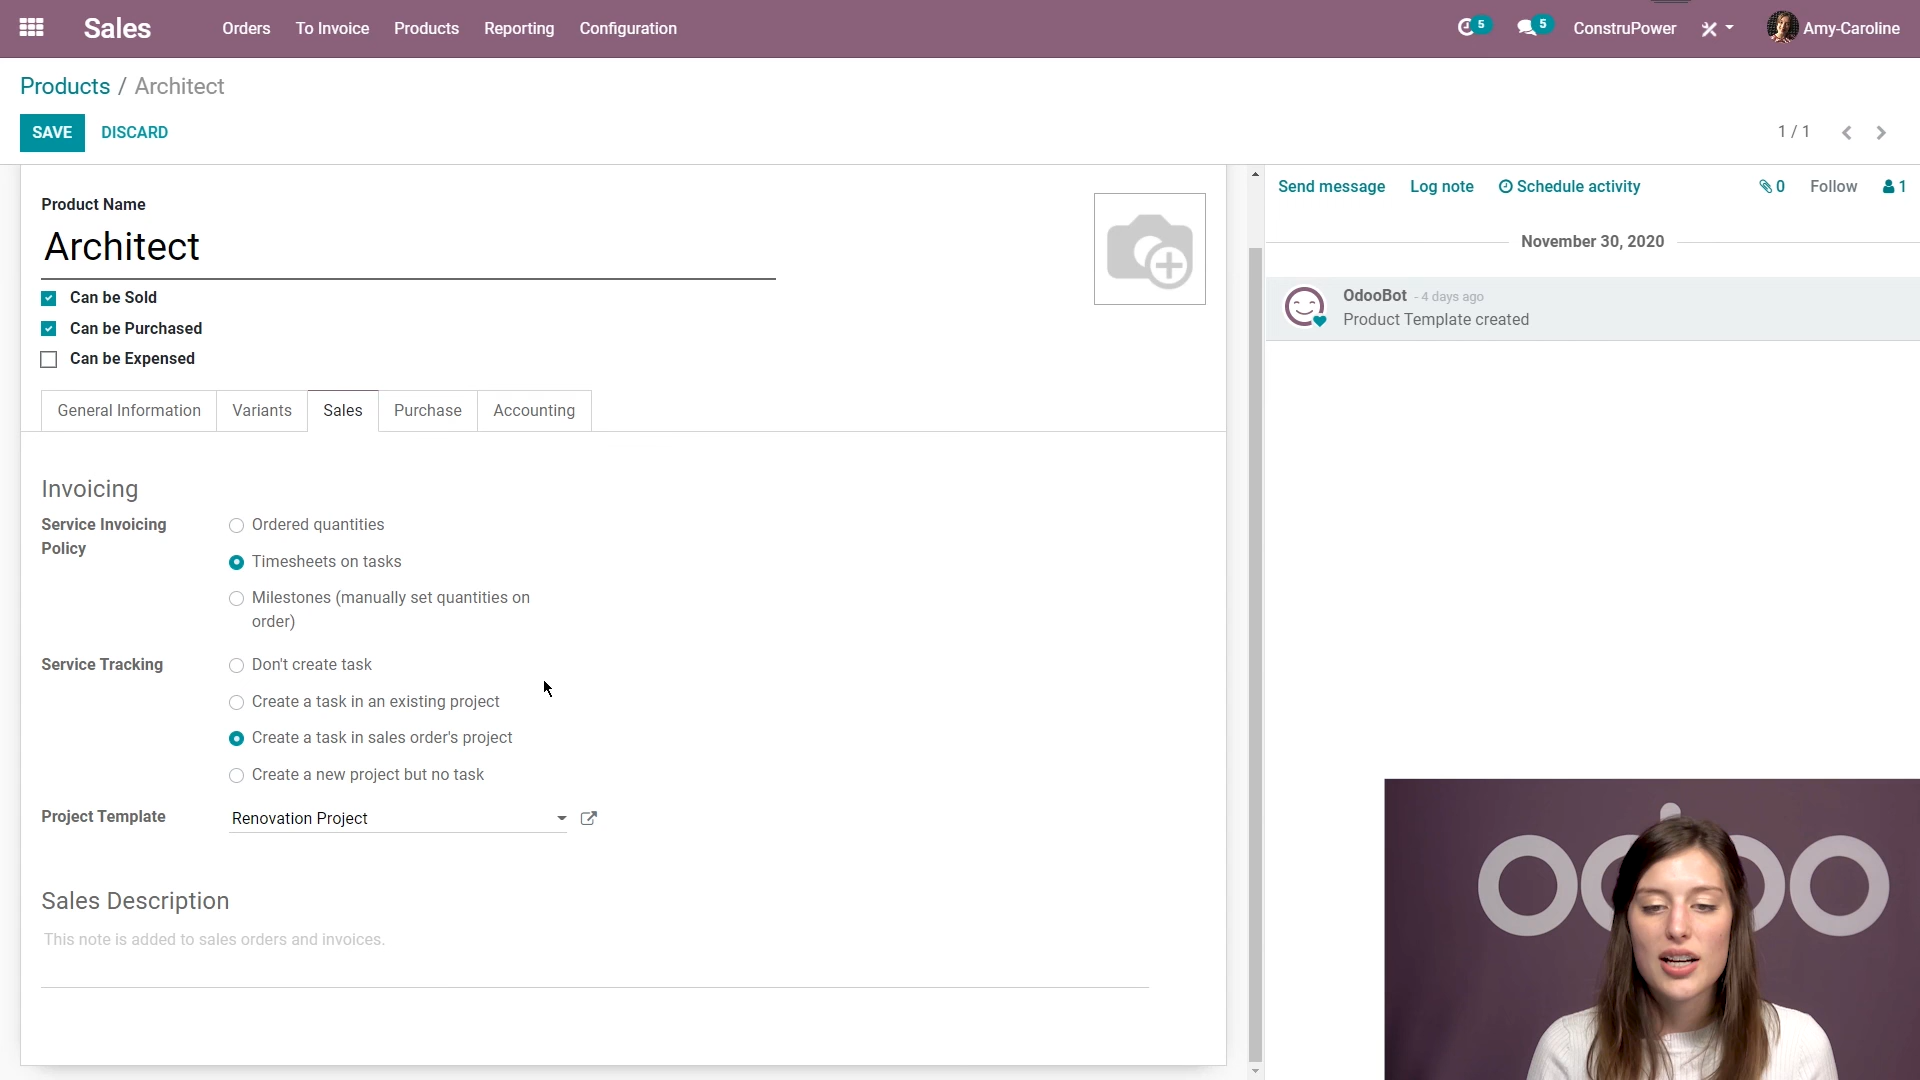 Sales Orders To Invoice Products Reporting Configuration 5 5 ConstruPower Amy-Caroline
Products / Architect
SAVE DISCARD 1 / 1
Send message Log note Schedule activity 0 Follow 1
Product Name
Architect
November 30, 2020
Can be Sold
Can be Purchased
Can be Expensed
OdooBot - 4 days ago
Product Template created
General Information Variants Sales Purchase Accounting
Invoicing
Service Invoicing
Policy
Ordered quantities
Timesheets on tasks
Milestones (manually set quantities on
order)
Service Tracking
Don't create task
Create a task in an existing project
Create a task in sales order's project
Create a new project but no task
Project Template Renovation Project
Sales Description
This note is added to sales orders and invoices.
odoo